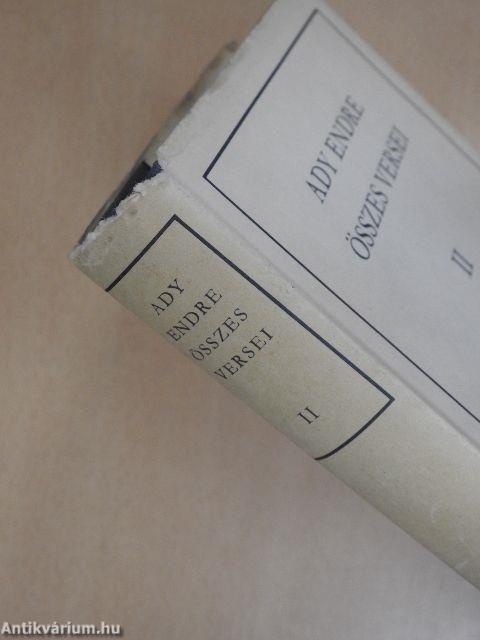 ADY ENDRE
ÖSSZES VERSEI
II
ADY
ENDRE
ÖSSZES
VERSEI
II
Antikvárium.hu